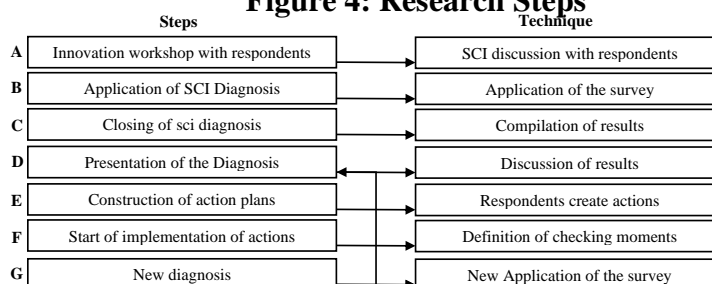 Figure 4: Research Steps
Steps Technique
A Innovation workshop with respondents SCI discussion with respondents
B Application of SCI Diagnosis Application of the survey
C Closing of sci diagnosis Compilation of results
D Presentation of the Diagnosis Discussion of results
E Construction of action plans Respondents create actions
F Start of implementation of actions Definition of checking moments
G New diagnosis New Application of the survey